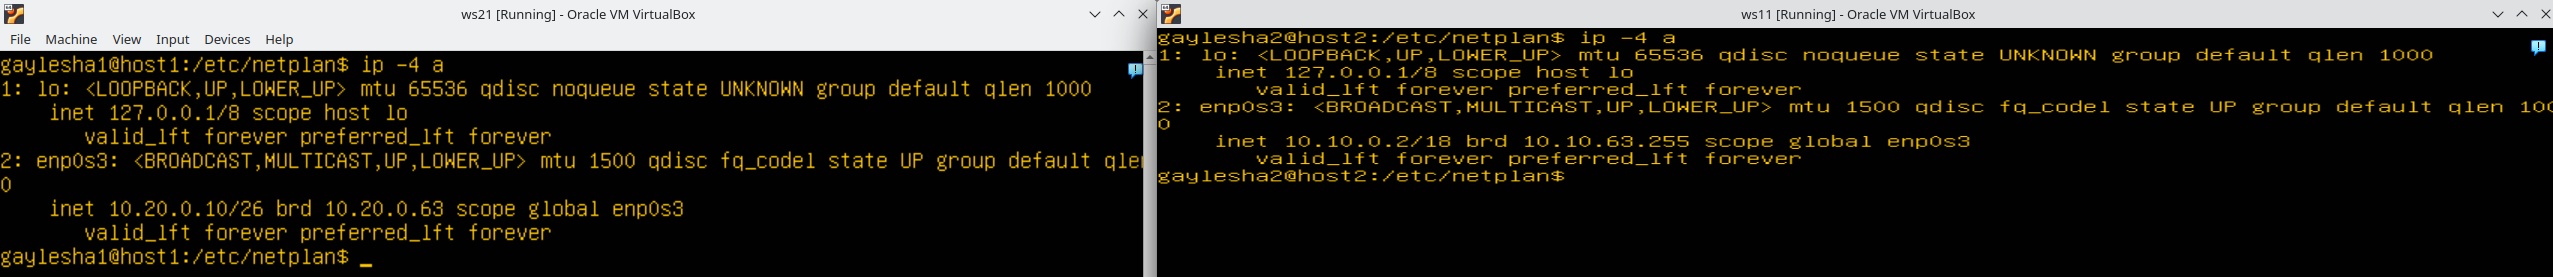 ws21 [Running] - Oracle VM VirtualBox
File Machine View Input Devices Help
gaylesha1@host1:/etc/netplan$ ip -4 a
1: lo: <LOOPBACK,UP,LOWER_UP> mtu 65536 qdisc noqueue state UNKNOWN group default qlen 1000
inet 127.0.0.1/8 scope host lo
valid_lft forever preferred_lft forever
2: enp0s3: <BROADCAST,MULTICAST,UP,LOWER_UP> mtu 1500 qdisc fq_codel state UP group default qlen
0
inet 10.20.0.10/26 brd 10.20.0.63 scope global enp0s3
valid_lft forever preferred_lft forever
gaylesha1@host1:/etc/netplan$ _
ws11 [Running] - Oracle VM VirtualBox
gaylesha2@host2:/etc/netplan$ ip -4 a
1: lo: <LOOPBACK,UP,LOWER_UP> mtu 65536 qdisc noqueue state UNKNOWN group default qlen 1000
inet 127.0.0.1/8 scope host lo
valid_lft forever preferred_lft forever
2: enp0s3: <BROADCAST,MULTICAST,UP,LOWER_UP> mtu 1500 qdisc fq_codel state UP group default qlen 100
0
inet 10.10.0.2/18 brd 10.10.63.255 scope global enp0s3
valid_lft forever preferred_lft forever
gaylesha2@host2:/etc/netplan$